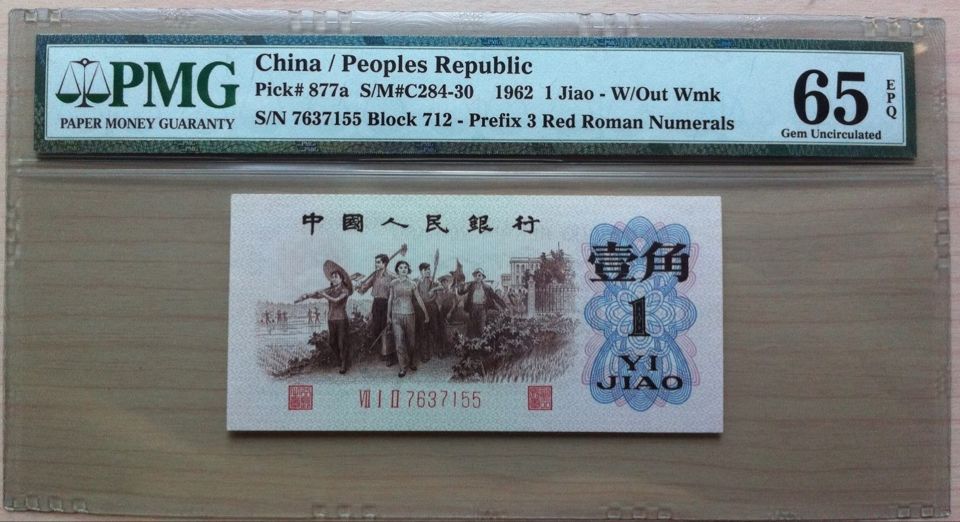 PMG
PAPER MONEY GUARANTY
China / Peoples Republic
Pick# 877a S/M#C284-30 1962 1 Jiao - W/Out Wmk
S/N 7637155 Block 712 - Prefix 3 Red Roman Numerals
65
EPQ
Gem Uncirculated
中國人民銀行
壹角
1
YI
JIAO
Ⅶ Ⅰ Ⅱ 7637155